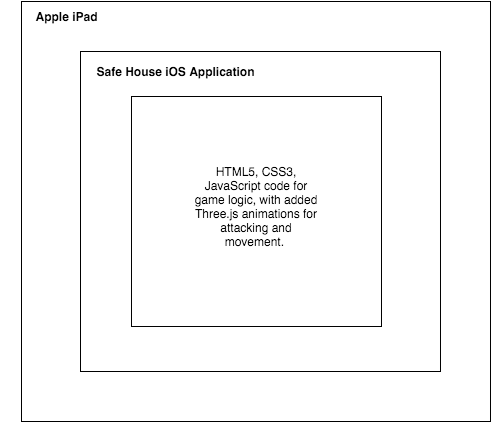 Apple iPad
Safe House iOS Application
HTML5, CSS3,
JavaScript code for
game logic, with added
Three.js animations for
attacking and
movement.